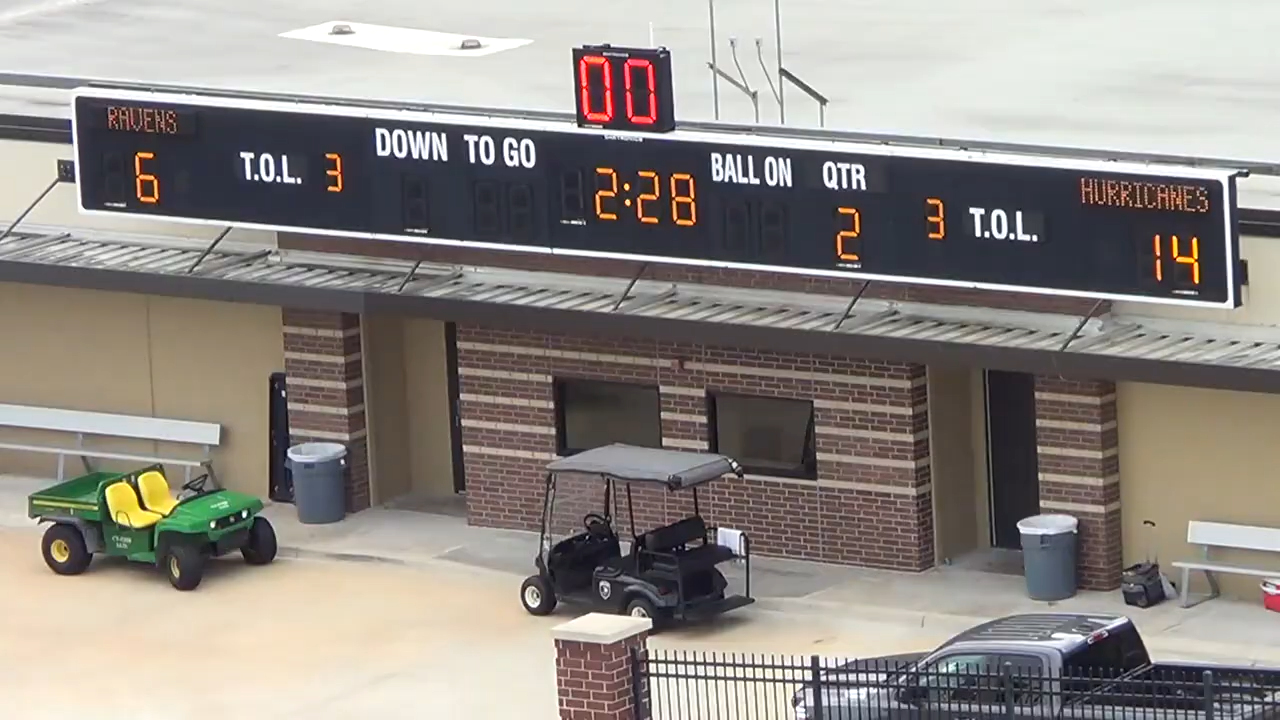 00
RAVENS
6
T.O.L. 3
DOWN TO GO
2:28
BALL ON QTR
2
3 T.O.L.
HURRICANES
14